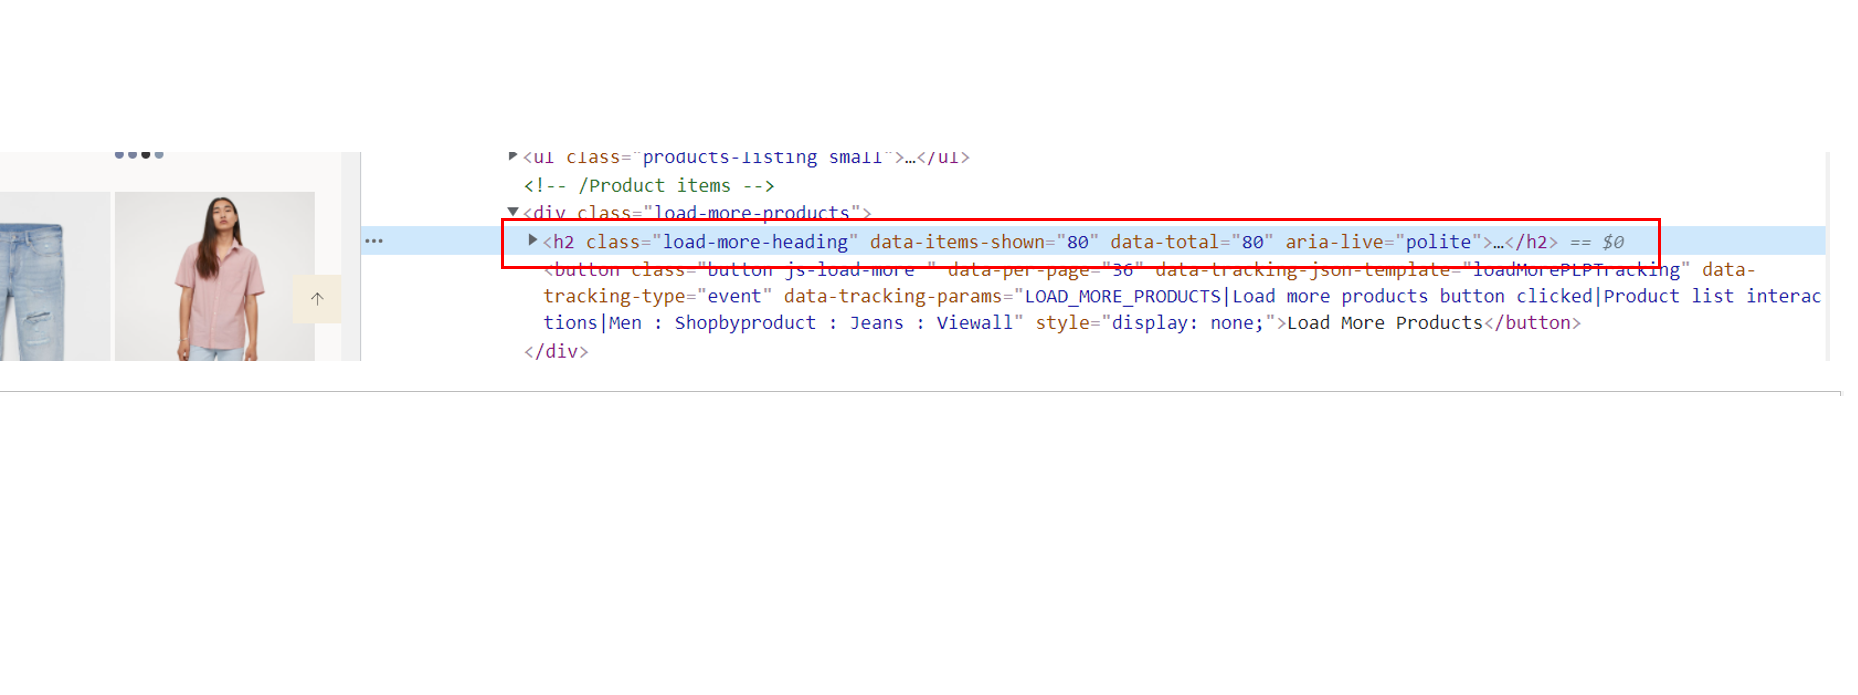 <ul class="products-listing small">…</ul>
<!-- /Product items -->
<div class="load-more-products">
<h2 class="load-more-heading" data-items-shown="80" data-total="80" aria-live="polite">…</h2> == $0
<button class="button js-load-more " data-per-page="36" data-tracking-json-template="loadMorePLPTracking" data-
tracking-type="event" data-tracking-params="LOAD_MORE_PRODUCTS|Load more products button clicked|Product list interac
tions|Men : Shopbyproduct : Jeans : Viewall" style="display: none;">Load More Products</button>
</div>